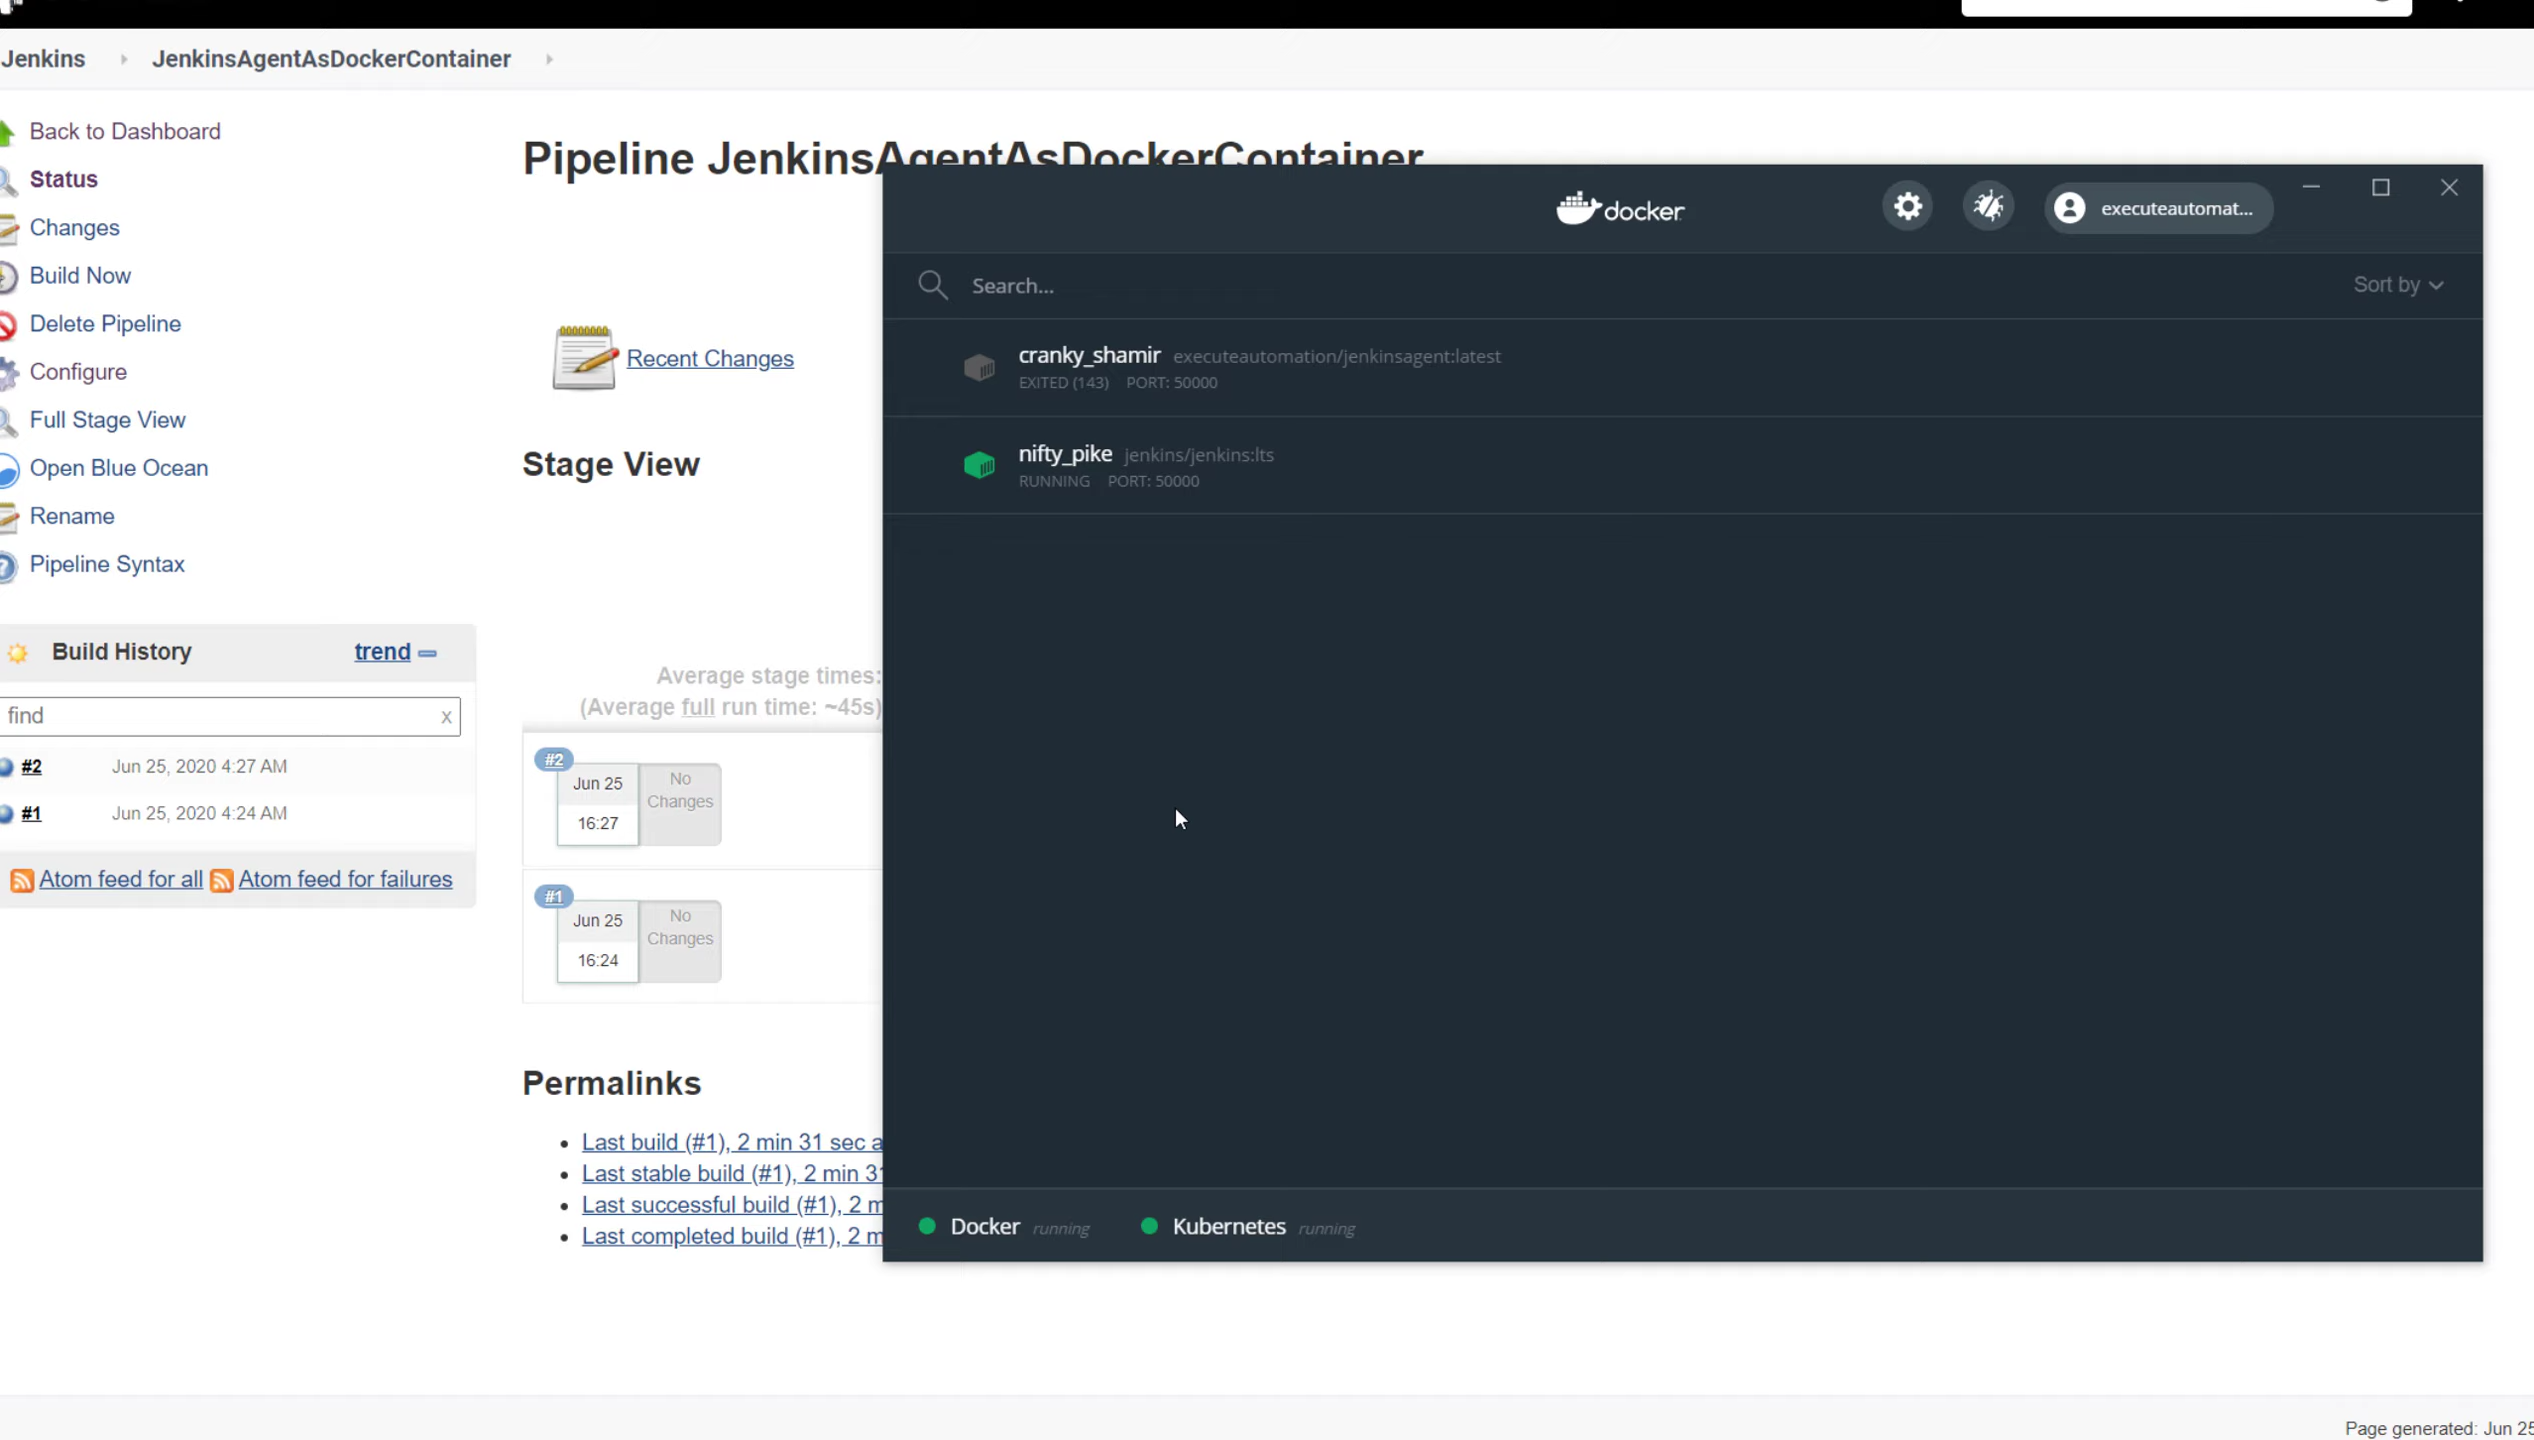 Jenkins JenkinsAgentAsDockerContainer
Back to Dashboard
Status
Changes
Build Now
Delete Pipeline
Configure
Full Stage View
Open Blue Ocean
Rename
Pipeline Syntax
Build History trend
find x
#2 Jun 25, 2020 4:27 AM
#1 Jun 25, 2020 4:24 AM
Atom feed for all Atom feed for failures
Pipeline JenkinsAgentAsDockerContainer
Recent Changes
Stage View
Average stage times:
(Average full run time: ~45s)
#2
Jun 25
16:27
No
Changes
#1
Jun 25
16:24
No
Changes
Permalinks
Last build (#1), 2 min 31 sec a
Last stable build (#1), 2 min 31
Last successful build (#1), 2 m
Last completed build (#1), 2 m
docker
executeautomat...
Search...
Sort by
cranky_shamir executeautomation/jenkinsagent:latest
EXITED (143) PORT: 50000
nifty_pike jenkins/jenkins:lts
RUNNING PORT: 50000
Docker running Kubernetes running
Page generated: Jun 25